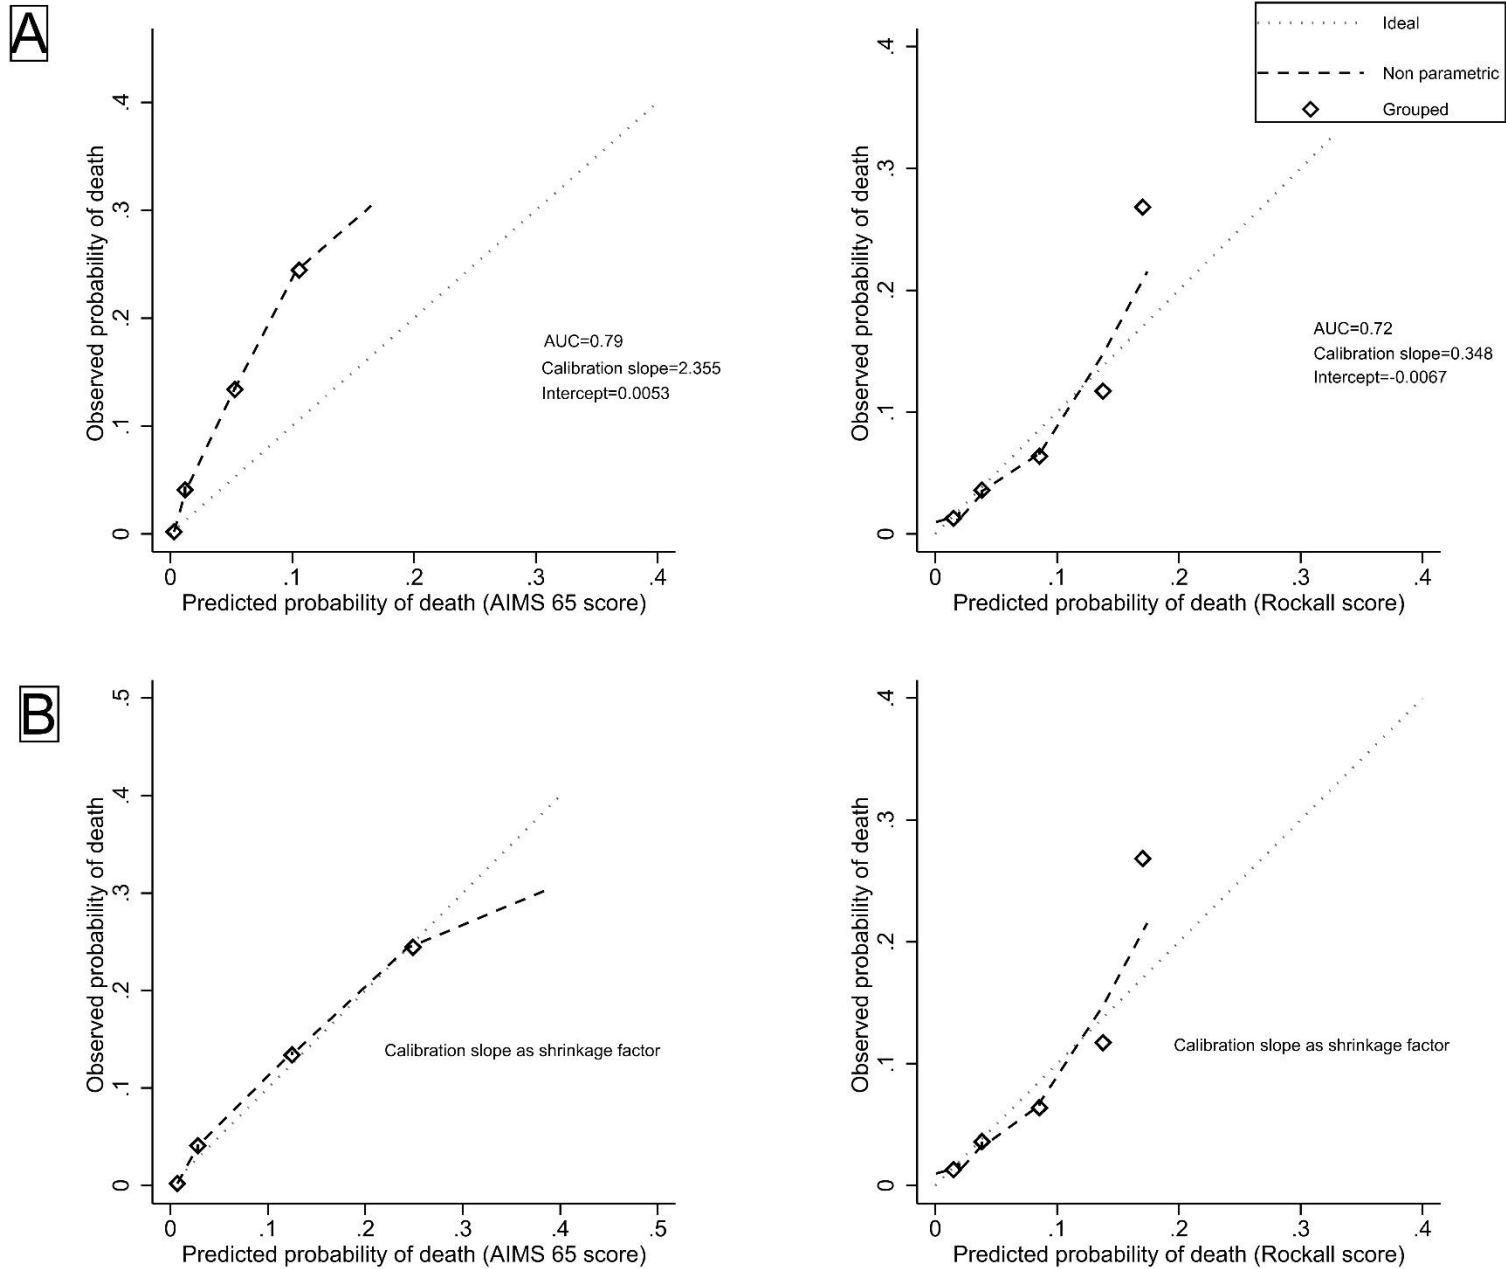 A
Observed probability of death
.4
.3
.2
.1
0
0 .1 .2 .3 .4
Predicted probability of death (AIMS 65 score)
AUC=0.79
Calibration slope=2.355
Intercept=0.0053
Ideal
Non parametric
Grouped
Observed probability of death
.4
.3
.2
.1
0
0 .1 .2 .3 .4
Predicted probability of death (Rockall score)
AUC=0.72
Calibration slope=0.348
Intercept=-0.0067
B
Observed probability of death
.5
.4
.3
.2
.1
0
0 .1 .2 .3 .4 .5
Predicted probability of death (AIMS 65 score)
Calibration slope as shrinkage factor
Observed probability of death
.4
.3
.2
.1
0
0 .1 .2 .3 .4
Predicted probability of death (Rockall score)
Calibration slope as shrinkage factor